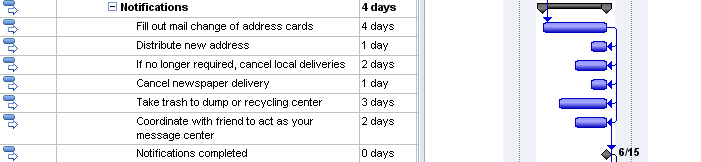 Notifications 4 days
Fill out mail change of address cards 4 days
Distribute new address 1 day
If no longer required, cancel local deliveries 2 days
Cancel newspaper delivery 1 day
Take trash to dump or recycling center 3 days
Coordinate with friend to act as your 2 days
message center
Notifications completed 0 days
6/15